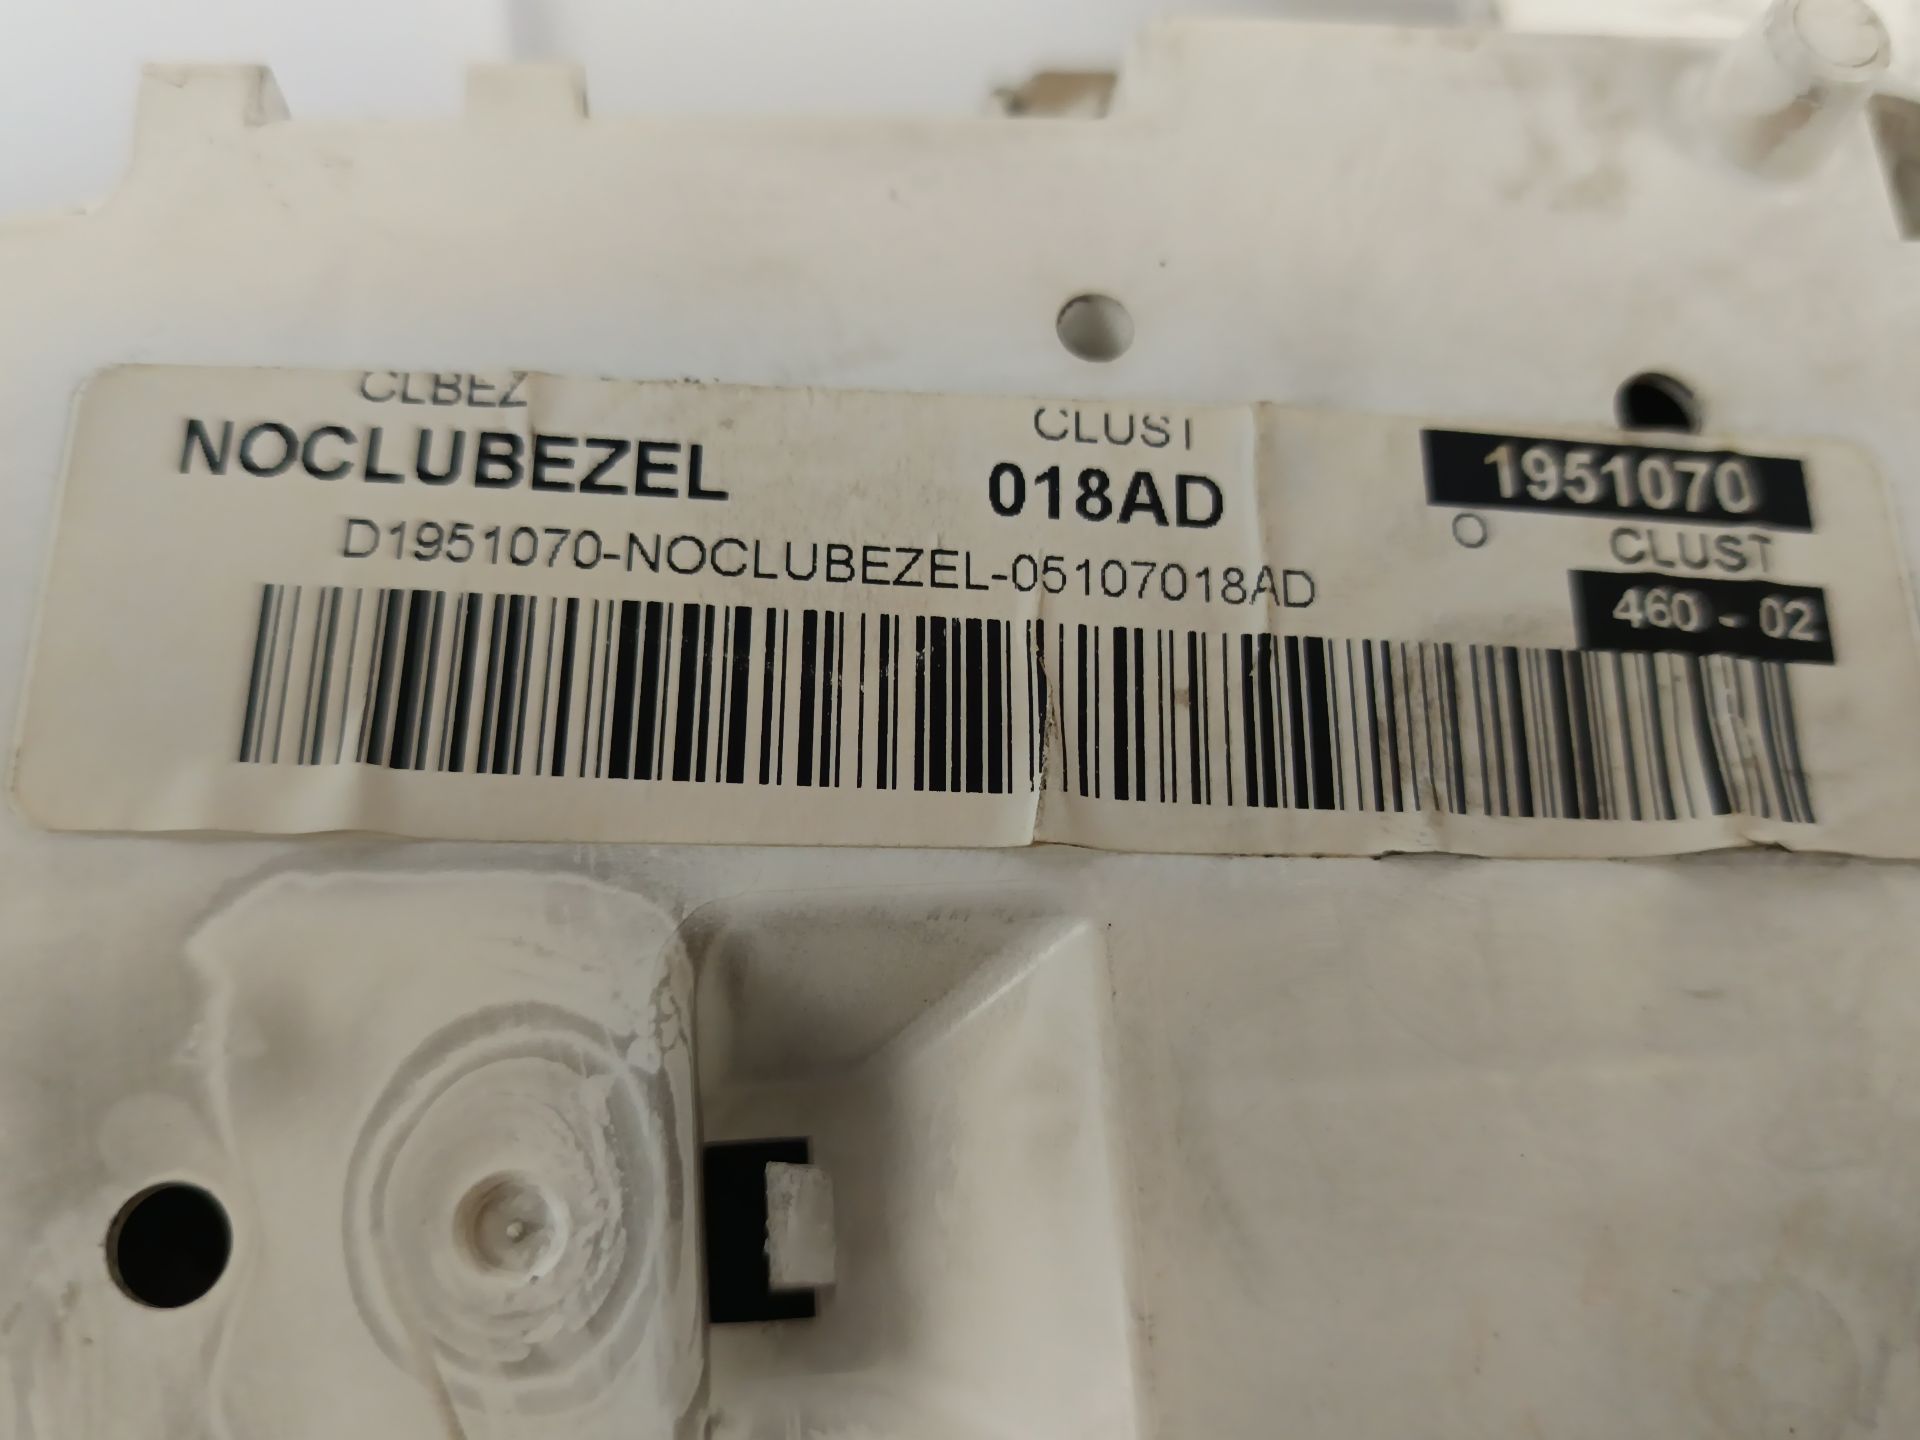 CLBEZ
NOCLUBEZEL
CLUST
018AD
1951070
O
CLUST
460 - 02
D1951070-NOCLUBEZEL-05107018AD